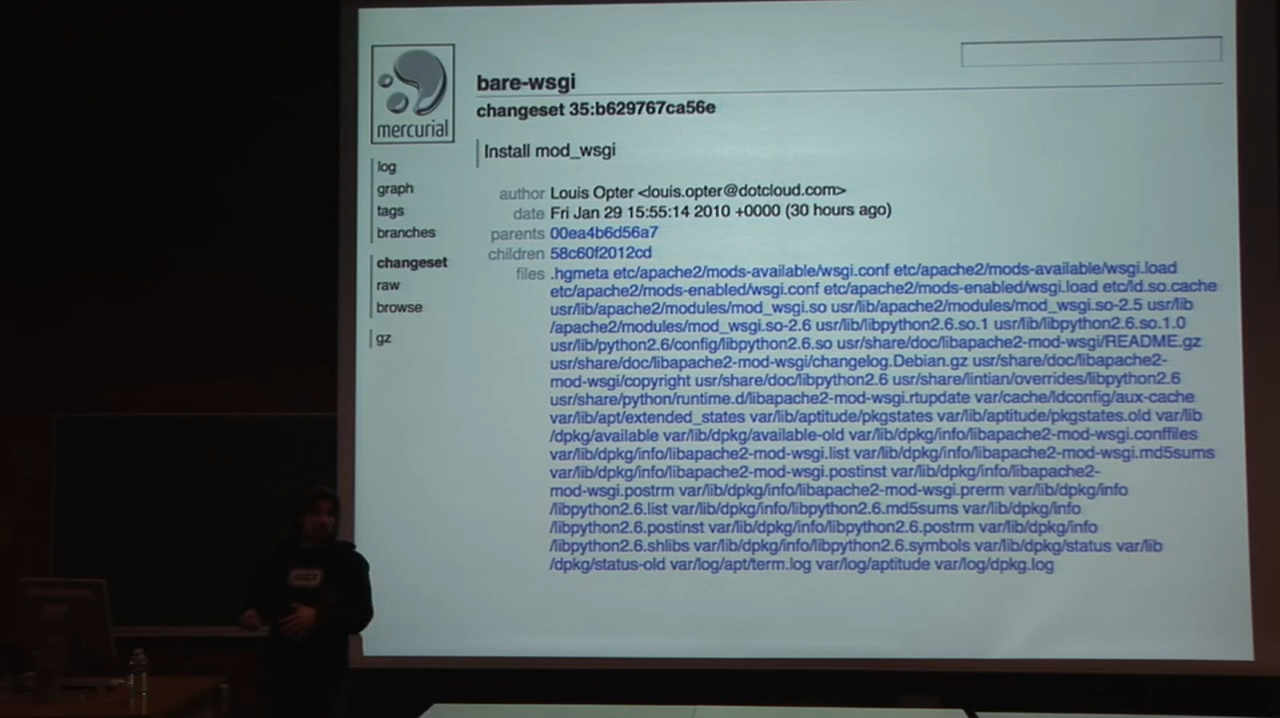 mercurial
bare-wsgi
changeset 35:b629767ca56e
Install mod_wsgi
log
graph
tags
branches
changeset
raw
browse
gz
author Louis Opter <louis.opter@dotcloud.com>
date Fri Jan 29 15:55:14 2010 +0000 (30 hours ago)
parents 00ea4b6d56a7
children 58c60f2012cd
files .hgmeta etc/apache2/mods-available/wsgi.conf etc/apache2/mods-available/wsgi.load
etc/apache2/mods-enabled/wsgi.conf etc/apache2/mods-enabled/wsgi.load etc/ld.so.cache
usr/lib/apache2/modules/mod_wsgi.so usr/lib/apache2/modules/mod_wsgi.so-2.5 usr/lib
/apache2/modules/mod_wsgi.so-2.6 usr/lib/libpython2.6.so.1 usr/lib/libpython2.6.so.1.0
usr/lib/python2.6/config/libpython2.6.so usr/share/doc/libapache2-mod-wsgi/README.gz
usr/share/doc/libapache2-mod-wsgi/changelog.Debian.gz usr/share/doc/libapache2-
mod-wsgi/copyright usr/share/doc/libpython2.6 usr/share/lintian/overrides/libpython2.6
usr/share/python/runtime.d/libapache2-mod-wsgi.rtupdate var/cache/ldconfig/aux-cache
var/lib/apt/extended_states var/lib/aptitude/pkgstates var/lib/aptitude/pkgstates.old var/lib
/dpkg/available var/lib/dpkg/available-old var/lib/dpkg/info/libapache2-mod-wsgi.conffiles
var/lib/dpkg/info/libapache2-mod-wsgi.list var/lib/dpkg/info/libapache2-mod-wsgi.md5sums
var/lib/dpkg/info/libapache2-mod-wsgi.postinst var/lib/dpkg/info/libapache2-
mod-wsgi.postrm var/lib/dpkg/info/libapache2-mod-wsgi.prerm var/lib/dpkg/info
/libpython2.6.list var/lib/dpkg/info/libpython2.6.md5sums var/lib/dpkg/info
/libpython2.6.postinst var/lib/dpkg/info/libpython2.6.postrm var/lib/dpkg/info
/libpython2.6.shlibs var/lib/dpkg/info/libpython2.6.symbols var/lib/dpkg/status var/lib
/dpkg/status-old var/log/apt/term.log var/log/aptitude var/log/dpkg.log